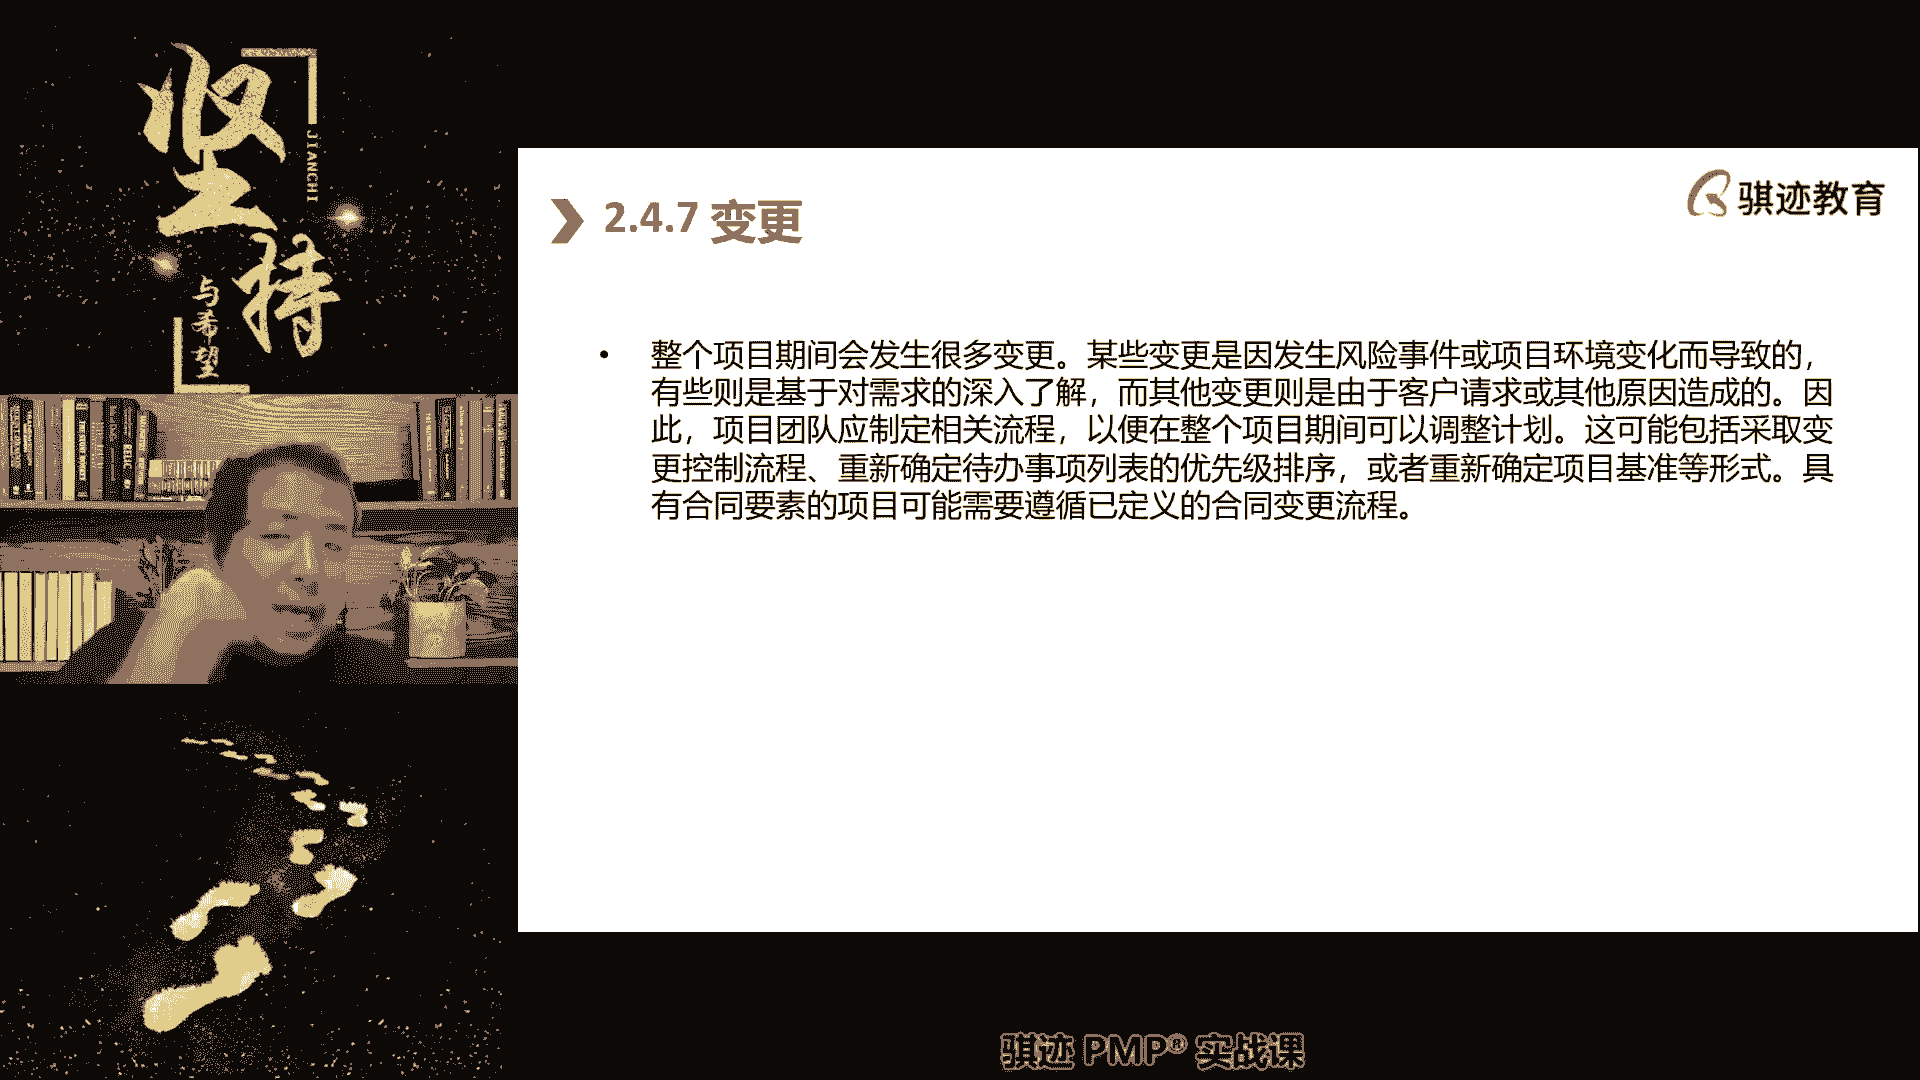 坚持
JIANCHI
与希望
骐迹教育
2.4.7 变更
• 整个项目期间会发生很多变更。某些变更是因发生风险事件或项目环境变化而导致的，
有些则是基于对需求的深入了解，而其他变更则是由于客户请求或其他原因造成的。因
此，项目团队应制定相关流程，以便在整个项目期间可以调整计划。这可能包括采取变
更控制流程、重新确定待办事项列表的优先级排序，或者重新确定项目基准等形式。具
有合同要素的项目可能需要遵循已定义的合同变更流程。
骐迹 PMP® 实战课